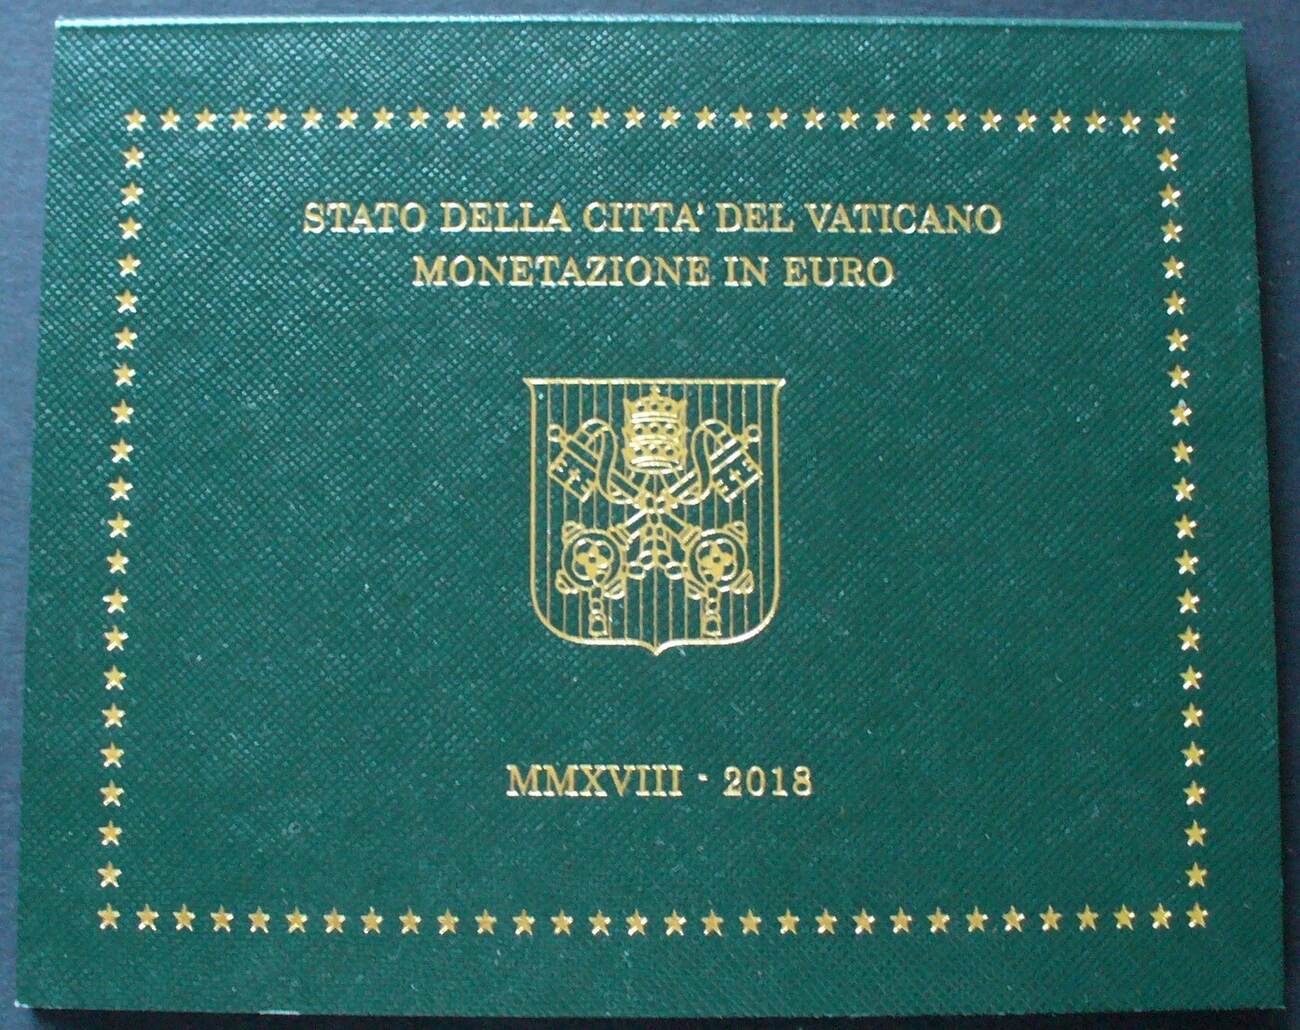 STATO DELLA CITTA' DEL VATICANO
MONETAZIONE IN EURO
MMXVIII - 2018